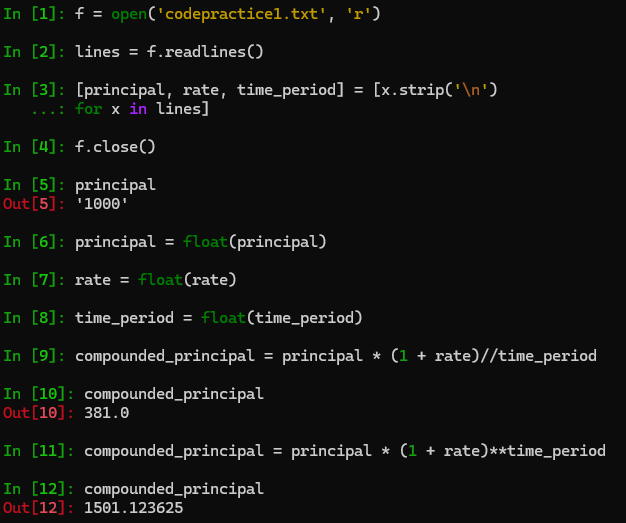 In [1]: f = open('codepractice1.txt', 'r')
In [2]: lines = f.readlines()
In [3]: [principal, rate, time_period] = [x.strip('\n')
   ...: for x in lines]
In [4]: f.close()
In [5]: principal
Out[5]: '1000'
In [6]: principal = float(principal)
In [7]: rate = float(rate)
In [8]: time_period = float(time_period)
In [9]: compounded_principal = principal * (1 + rate)//time_period
In [10]: compounded_principal
Out[10]: 381.0
In [11]: compounded_principal = principal * (1 + rate)**time_period
In [12]: compounded_principal
Out[12]: 1501.123625